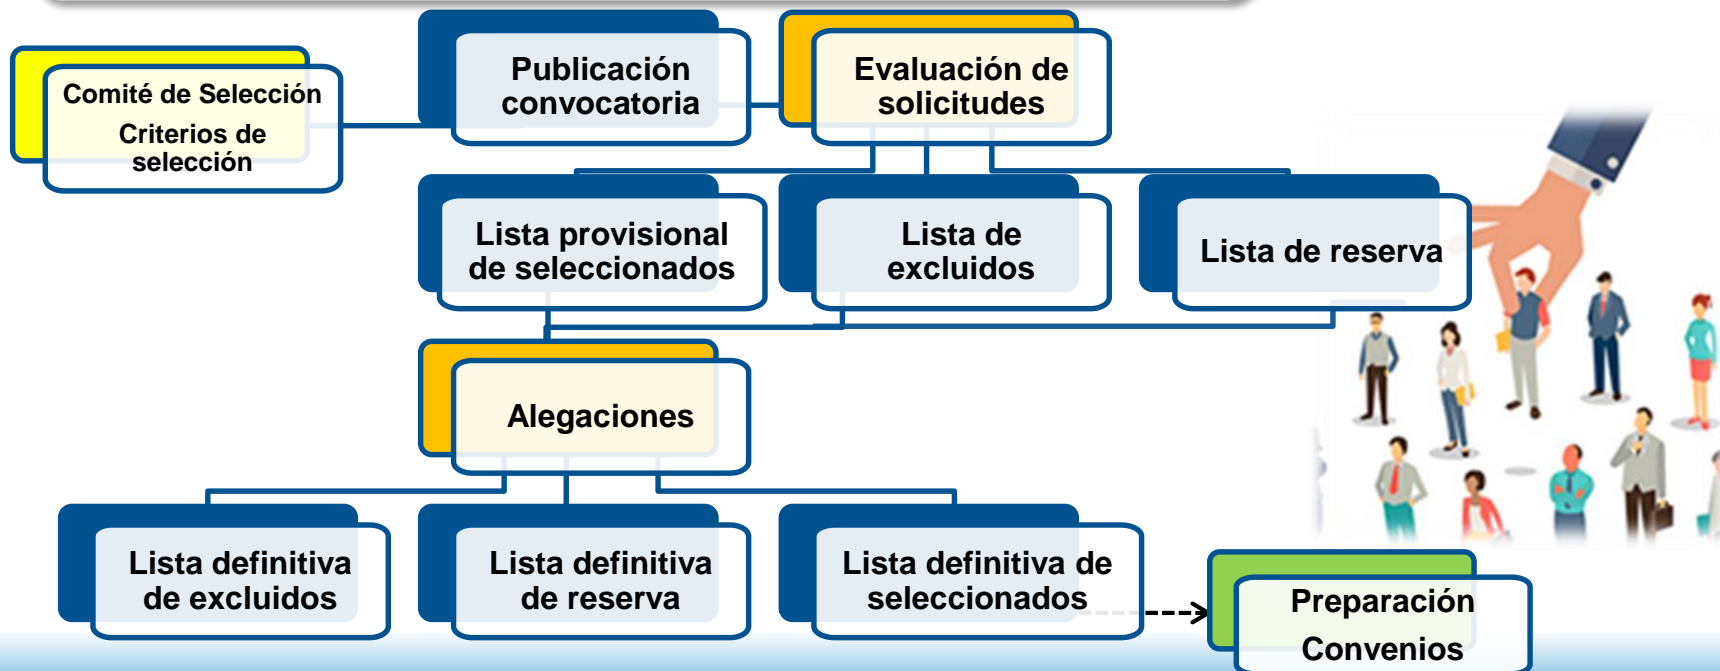 Comité de Selección
Criterios de
selección
Publicación
convocatoria
Evaluación de
solicitudes
Lista provisional
de seleccionados
Lista de
excluidos
Lista de reserva
Alegaciones
Lista definitiva
de excluidos
Lista definitiva
de reserva
Lista definitiva de
seleccionados
Preparación
Convenios